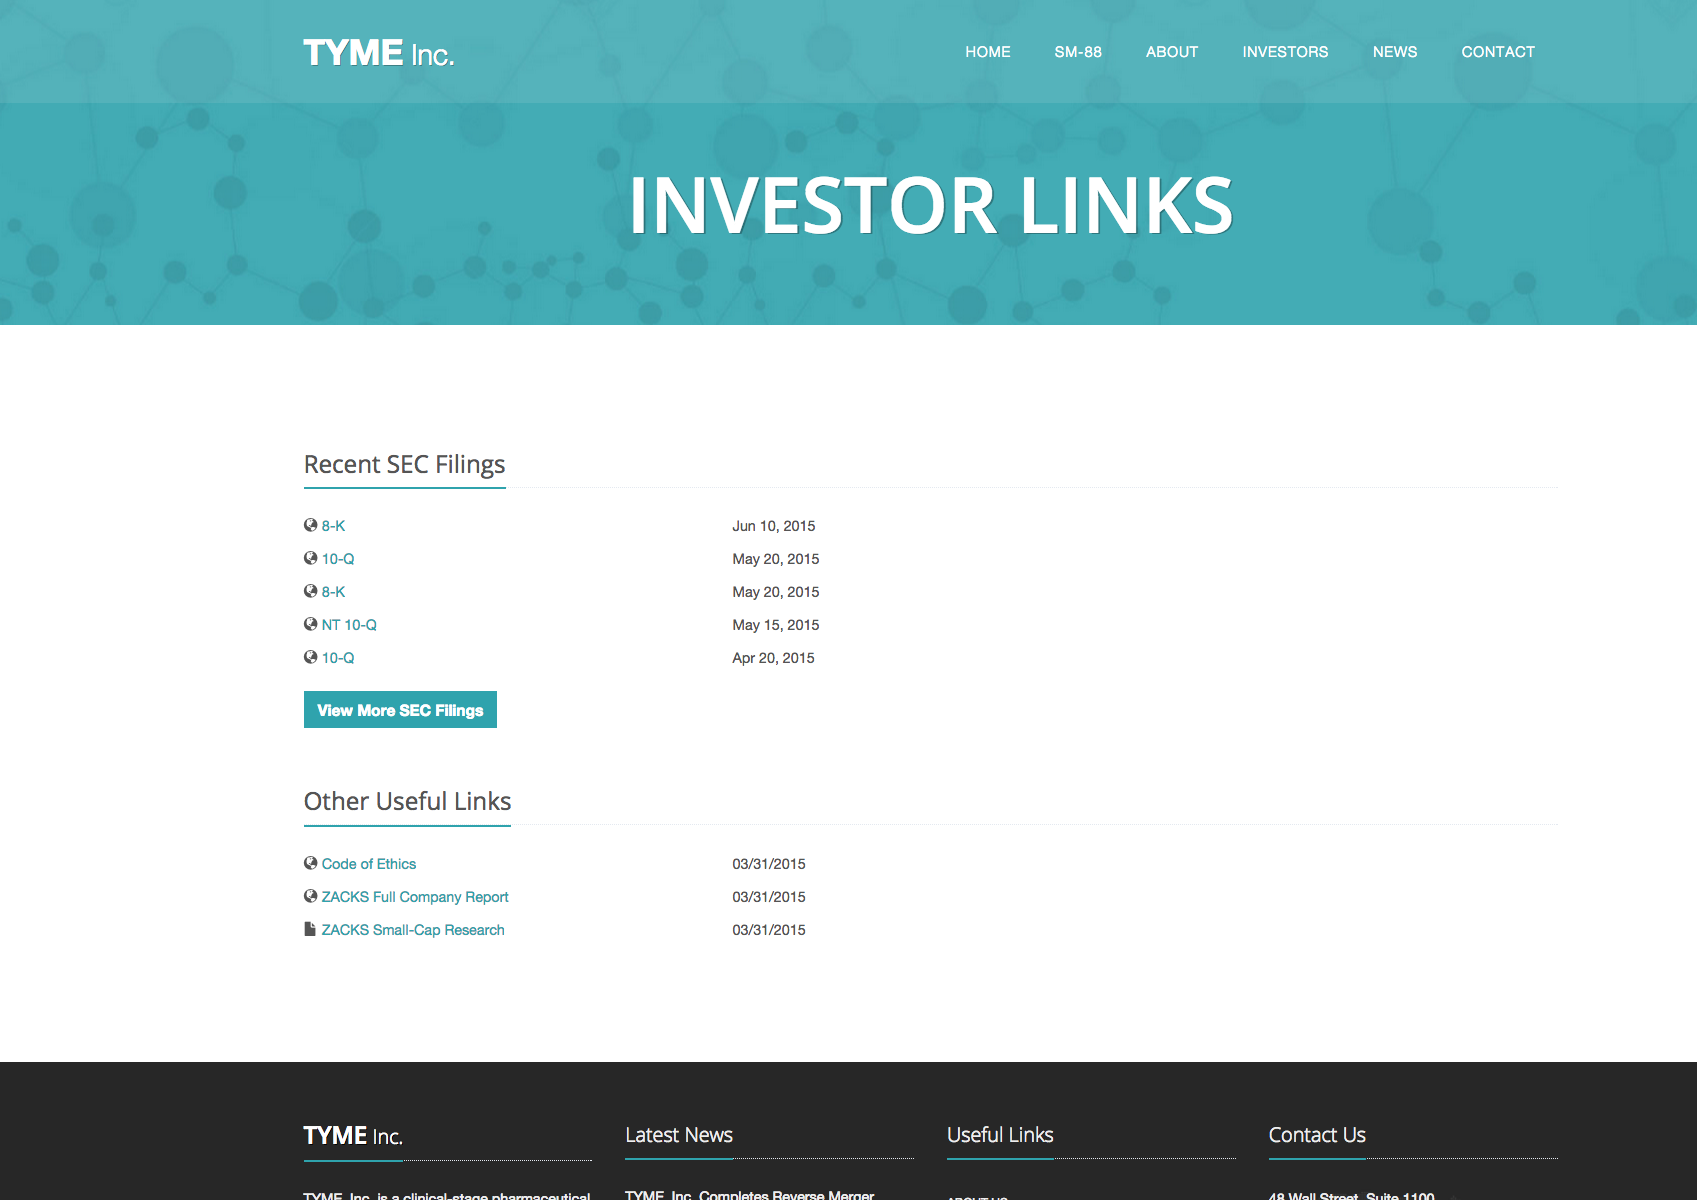 TYME Inc.
HOME SM-88 ABOUT INVESTORS NEWS CONTACT
INVESTOR LINKS
Recent SEC Filings
8-K Jun 10, 2015
10-Q May 20, 2015
8-K May 20, 2015
NT 10-Q May 15, 2015
10-Q Apr 20, 2015
View More SEC Filings
Other Useful Links
Code of Ethics 03/31/2015
ZACKS Full Company Report 03/31/2015
ZACKS Small-Cap Research 03/31/2015
TYME Inc.
TYME, Inc. is a clinical-stage pharmaceutical
Latest News
TYME, Inc. Completes Reverse Merger
Useful Links
ABOUT US
Contact Us
48 Wall Street, Suite 1100